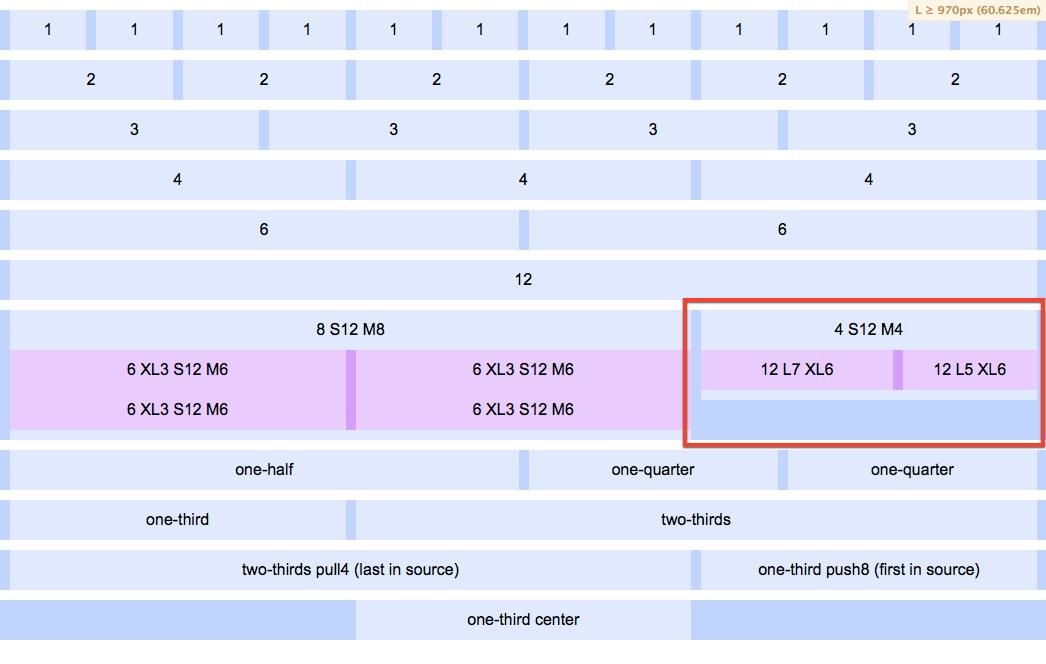 L ≥ 970px (60.625em)
1 1 1 1 1 1 1 1 1 1 1 1
2 2 2 2 2 2
3 3 3 3
4 4 4
6 6
12
8 S12 M8 4 S12 M4
6 XL3 S12 M6 6 XL3 S12 M6 12 L7 XL6 12 L5 XL6
6 XL3 S12 M6 6 XL3 S12 M6
one-half one-quarter one-quarter
one-third two-thirds
two-thirds pull4 (last in source) one-third push8 (first in source)
one-third center